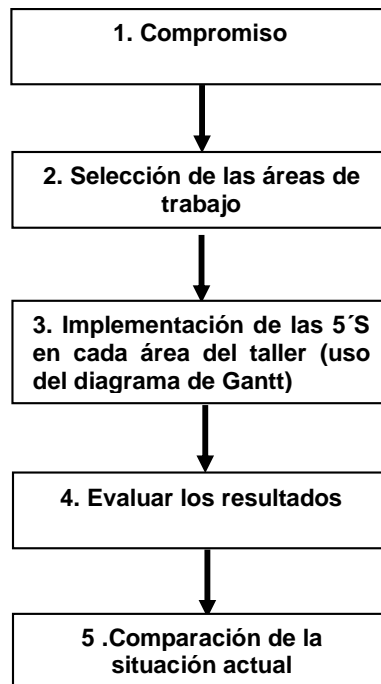 1. Compromiso
2. Selección de las áreas de
trabajo
3. Implementación de las 5´S
en cada área del taller (uso
del diagrama de Gantt)
4. Evaluar los resultados
5 .Comparación de la
situación actual